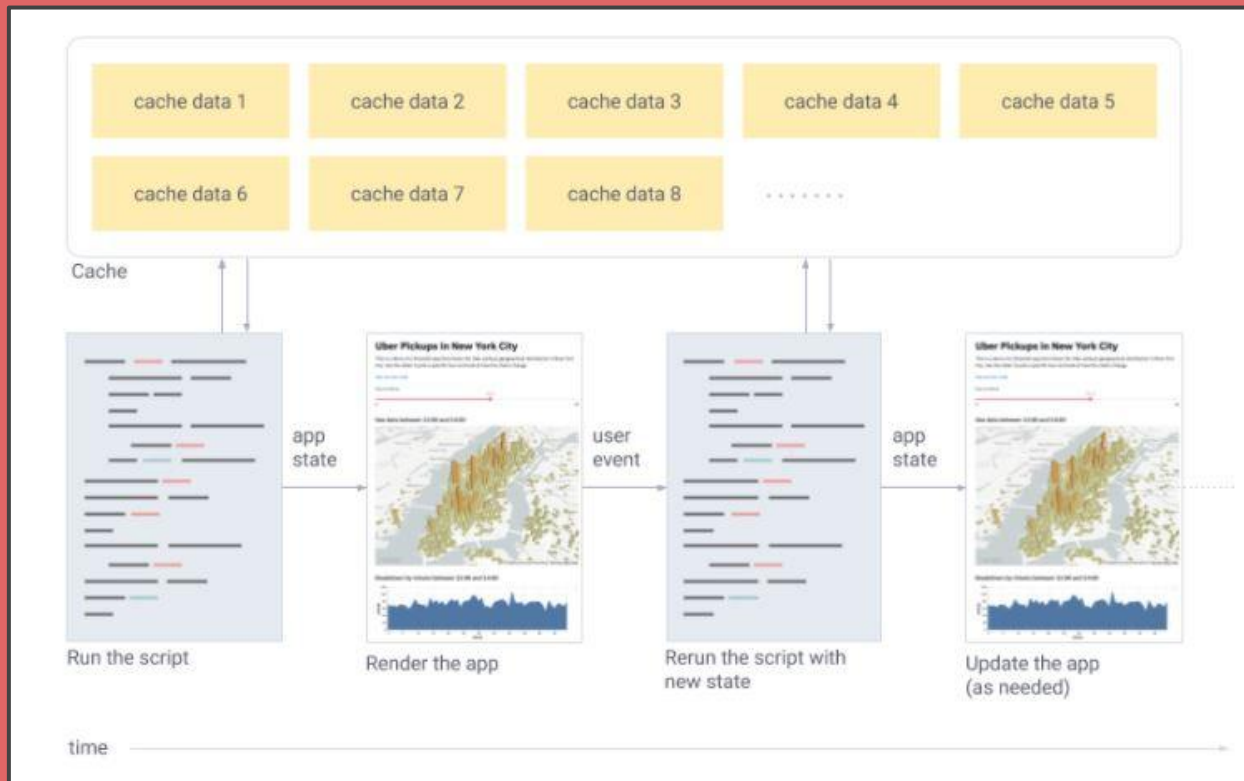 cache data 1
cache data 2
cache data 3
cache data 4
cache data 5
cache data 6
cache data 7
cache data 8
.......
Cache
Uber Pickups in New York City
app
state
user
event
Uber Pickups in New York City
app
state
Run the script
Render the app
Rerun the script with
new state
Update the app
(as needed)
time